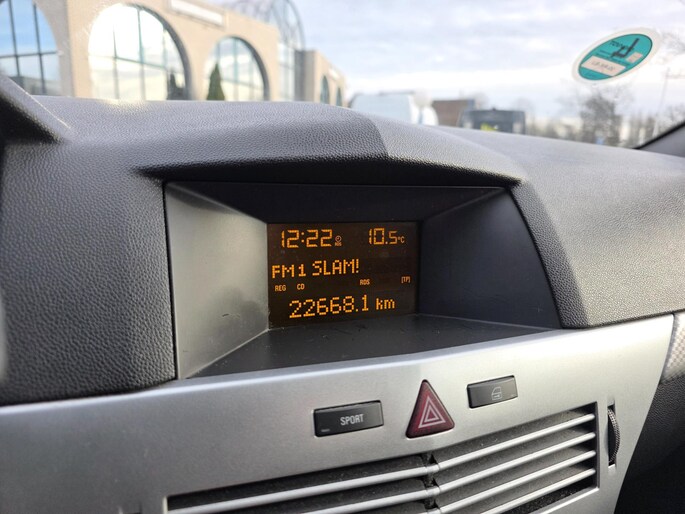 12:22 10.5°C
FM1 SLAM!
REG CD RDS [TP]
22668.1 km
SPORT